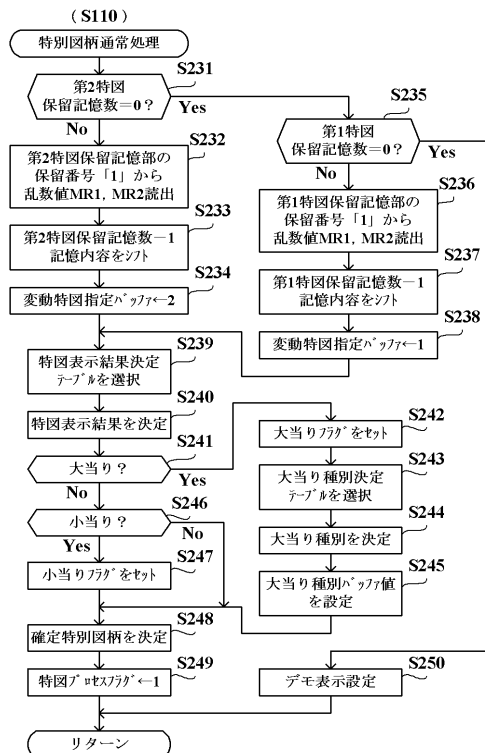 (S110)
特別図柄通常処理
S231
第2特図
保留記憶数=0?
Yes
No
S232
第2特図保留記憶部の
保留番号「1」から
乱数値MR1, MR2読出
S233
第2特図保留記憶数－1
記憶内容をシフト
S234
変動特図指定バッファ←2
S235
第1特図
保留記憶数=0?
Yes
No
S236
第1特図保留記憶部の
保留番号「1」から
乱数値MR1, MR2読出
S237
第1特図保留記憶数－1
記憶内容をシフト
S238
変動特図指定バッファ←1
S239
特図表示結果決定
テーブルを選択
S240
特図表示結果を決定
S241
大当り?
Yes
No
S242
大当りフラグをセット
S243
大当り種別決定
テーブルを選択
S244
大当り種別を決定
S245
大当り種別バッファ値
を設定
S246
小当り?
No
Yes
S247
小当りフラグをセット
S248
確定特別図柄を決定
S249
特図プロセスフラグ←1
S250
デモ表示設定
リターン